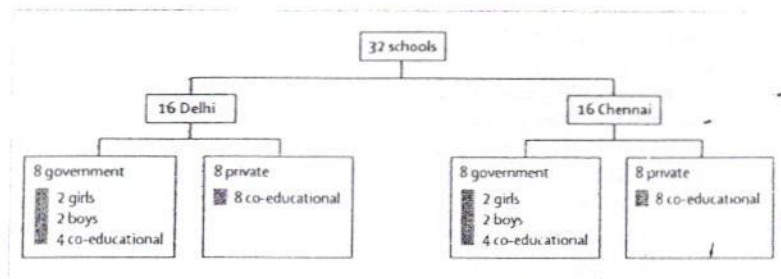 32 schools
16 Delhi
16 Chennai
8 government
2 girls
2 boys
4 co-educational
8 private
8 co-educational
8 government
2 girls
2 boys
4 co-educational
8 private
8 co-educational